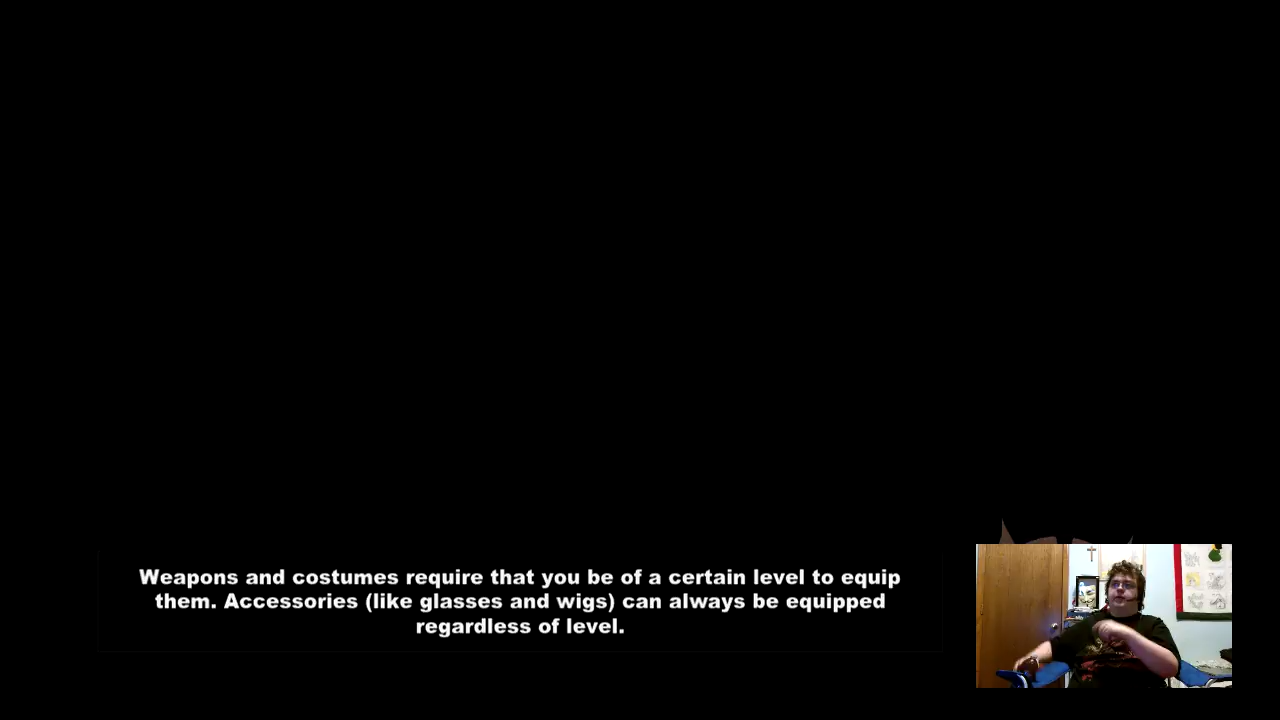 Weapons and costumes require that you be of a certain level to equip
them. Accessories (like glasses and wigs) can always be equipped
regardless of level.